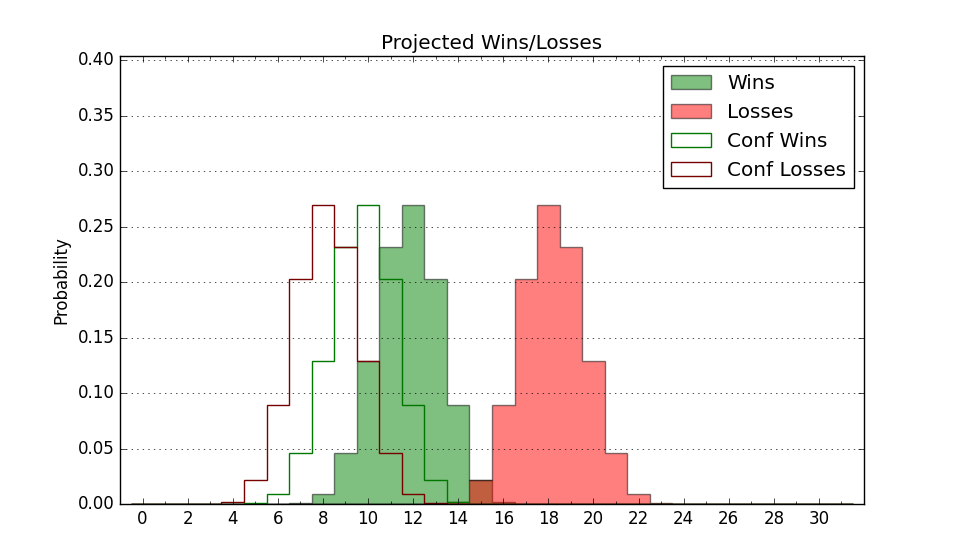 Projected Wins/Losses
0.40
0.35
0.30
0.25
0.20
0.15
0.10
0.05
0.00
Probability
Wins
Losses
Conf Wins
Conf Losses
0 2 4 6 8 10 12 14 16 18 20 22 24 26 28 30